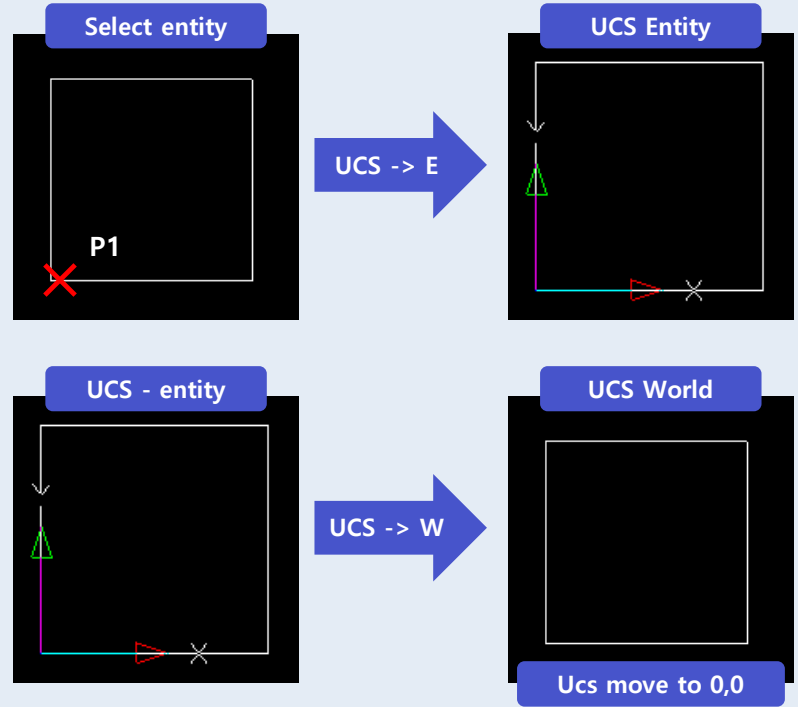 Select entity
UCS Entity
P1
UCS -> E
Y
X
UCS - entity
UCS World
UCS -> W
Y
X
Ucs move to 0,0